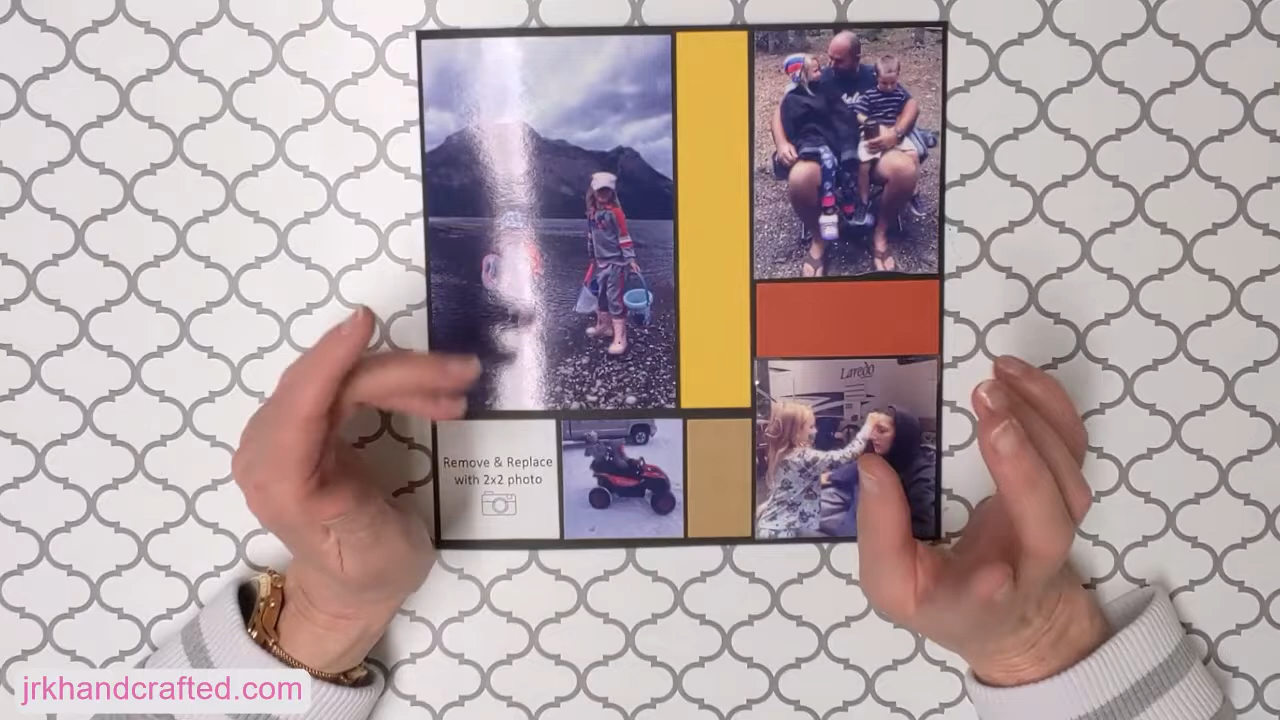 Laredo
Remove & Replace
with 2x2 photo
jrkhandcrafted.com